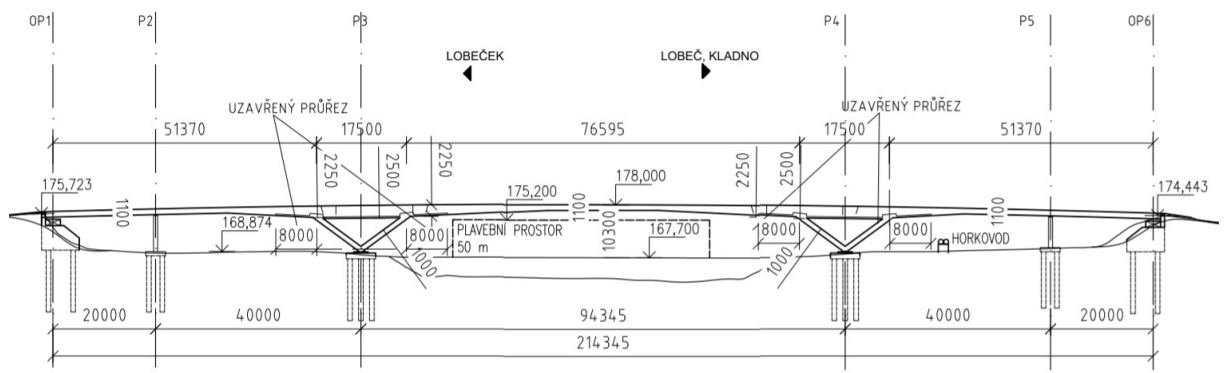 OP1 P2 P3 P4 P5 OP6
LOBEČEK LOBEČ, KLADNO
UZAVŘENÝ PRŮŘEZ UZAVŘENÝ PRŮŘEZ
51370 17500 76595 17500 51370
2250 2500 2250 2250 2500
175,723 175,200 178,000 174,443
1100 1100 1100
168,874 8000 8000 PLAVEBNÍ PROSTOR 10300 167,700 8000 8000 HORKOVOD
50 m
1000 1000
20000 40000 94345 40000 20000
214345